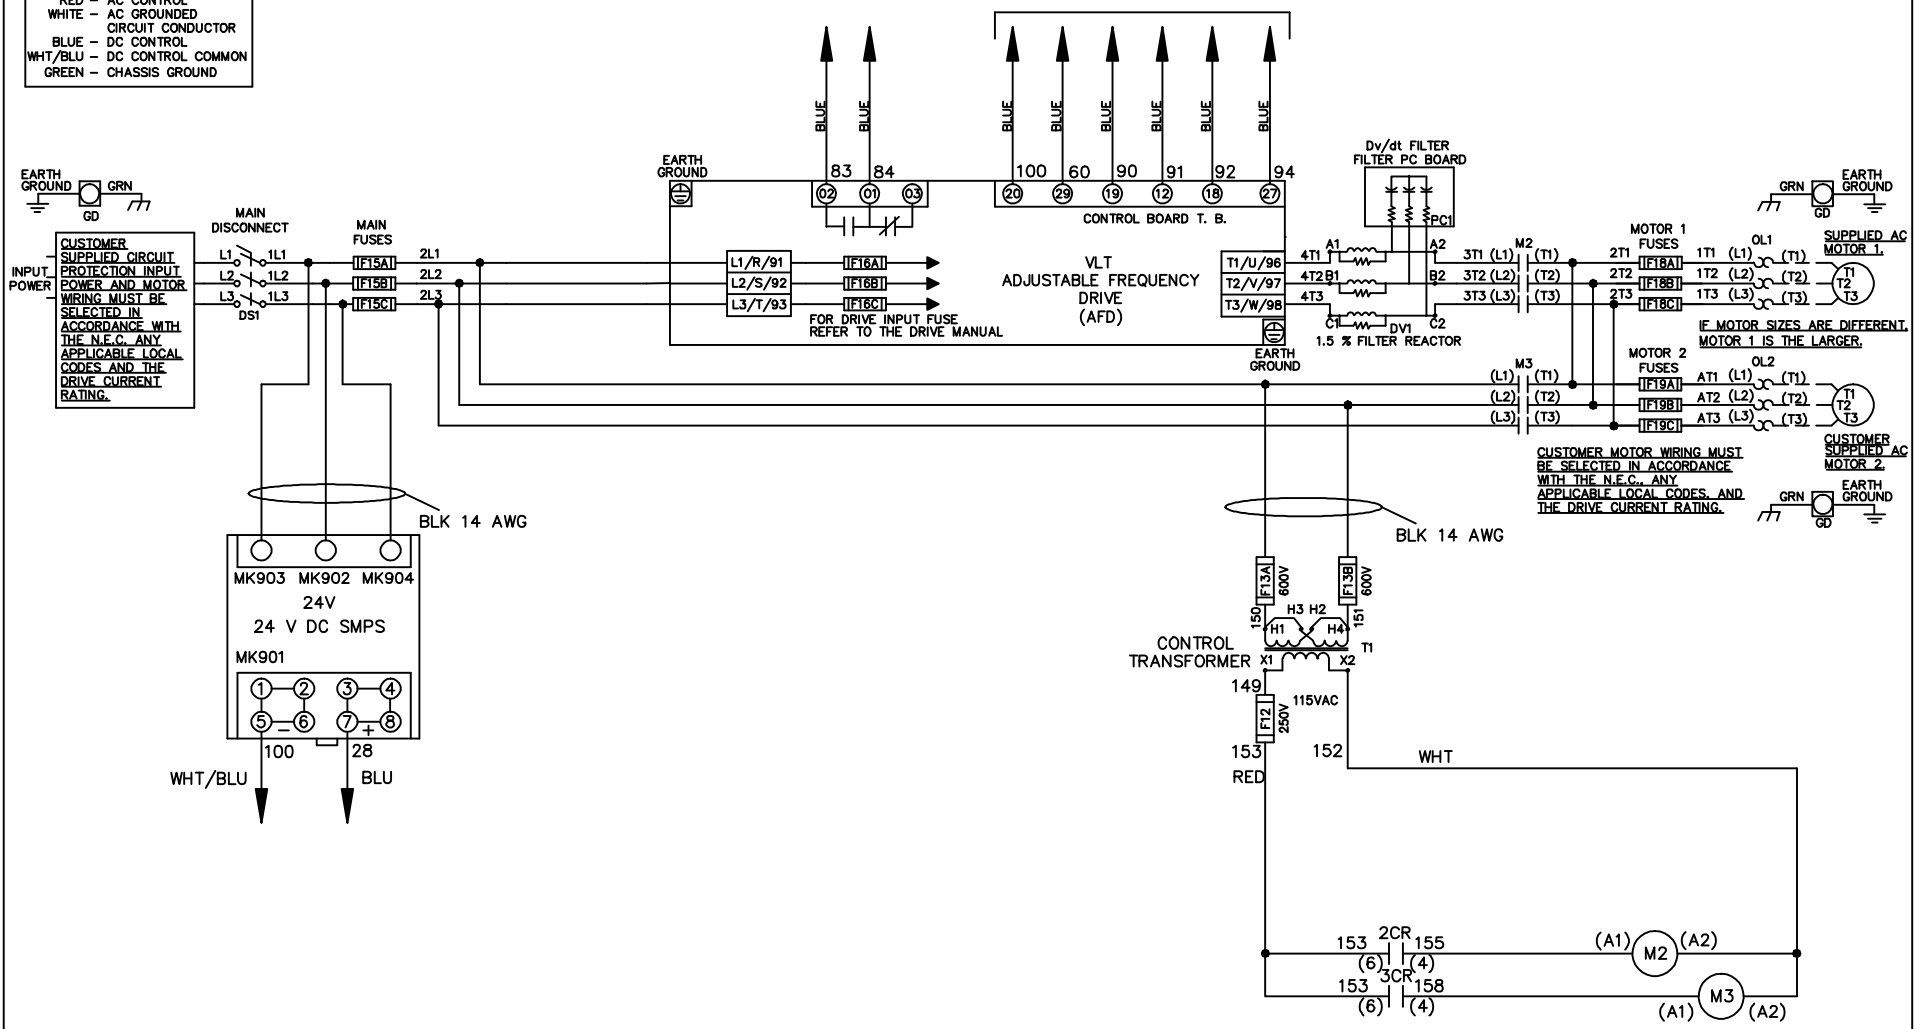 RED – AC CONTROL
WHITE – AC GROUNDED
CIRCUIT CONDUCTOR
BLUE – DC CONTROL
WHT/BLU – DC CONTROL COMMON
GREEN – CHASSIS GROUND
BLUE
BLUE
BLUE
BLUE
BLUE
BLUE
BLUE
BLUE
EARTH
GROUND
83
84
100
60
90
91
92
94
02
01
03
20
29
19
12
18
27
CONTROL BOARD T. B.
Dv/dt FILTER
FILTER PC BOARD
PC1
EARTH
GROUND
GRN
GD
GRN
EARTH
GROUND
GD
MAIN
DISCONNECT
MAIN
FUSES
INPUT
POWER
CUSTOMER
SUPPLIED CIRCUIT
PROTECTION INPUT
POWER AND MOTOR
WIRING MUST BE
SELECTED IN
ACCORDANCE WITH
THE N.E.C. ANY
APPLICABLE LOCAL
CODES AND THE
DRIVE CURRENT
RATING.
L1
1L1
F15A
2L1
L2
1L2
F15B
2L2
L3
1L3
F15C
2L3
DS1
L1/R/91
F16A
L2/S/92
F16B
L3/T/93
F16C
FOR DRIVE INPUT FUSE
REFER TO THE DRIVE MANUAL
VLT
ADJUSTABLE FREQUENCY
DRIVE
(AFD)
T1/U/96
T2/V/97
T3/W/98
EARTH
GROUND
4T1
A1
A2
4T2
B1
B2
4T3
C1
C2
DV1
1.5 % FILTER REACTOR
M2
3T1 (L1) (T1)
3T2 (L2) (T2)
3T3 (L3) (T3)
MOTOR 1
FUSES
OL1
2T1 F18A 1T1 (L1) (T1)
2T2 F18B 1T2 (L2) (T2)
2T3 F18C 1T3 (L3) (T3)
SUPPLIED AC
MOTOR 1.
T1
T2
T3
IF MOTOR SIZES ARE DIFFERENT,
MOTOR 1 IS THE LARGER.
M3
(L1) (T1)
(L2) (T2)
(L3) (T3)
MOTOR 2
FUSES
OL2
F19A AT1 (L1) (T1)
F19B AT2 (L2) (T2)
F19C AT3 (L3) (T3)
T1
T2
T3
CUSTOMER
SUPPLIED AC
MOTOR 2.
CUSTOMER MOTOR WIRING MUST
BE SELECTED IN ACCORDANCE
WITH THE N.E.C., ANY
APPLICABLE LOCAL CODES, AND
THE DRIVE CURRENT RATING.
GRN
EARTH
GROUND
GD
BLK 14 AWG
BLK 14 AWG
MK903 MK902 MK904
24V
24 V DC SMPS
MK901
1 2 3 4
5 6 7 8
– +
100
28
WHT/BLU
BLU
F13A
600V
F13B
600V
150
H3 H2
151
H1
H4
T1
CONTROL
TRANSFORMER
X1
X2
149
115VAC
F12
250V
153
152
RED
WHT
2CR
153 155
(6) (4)
(A1) M2 (A2)
3CR
153 158
(6) (4)
(A1) M3 (A2)